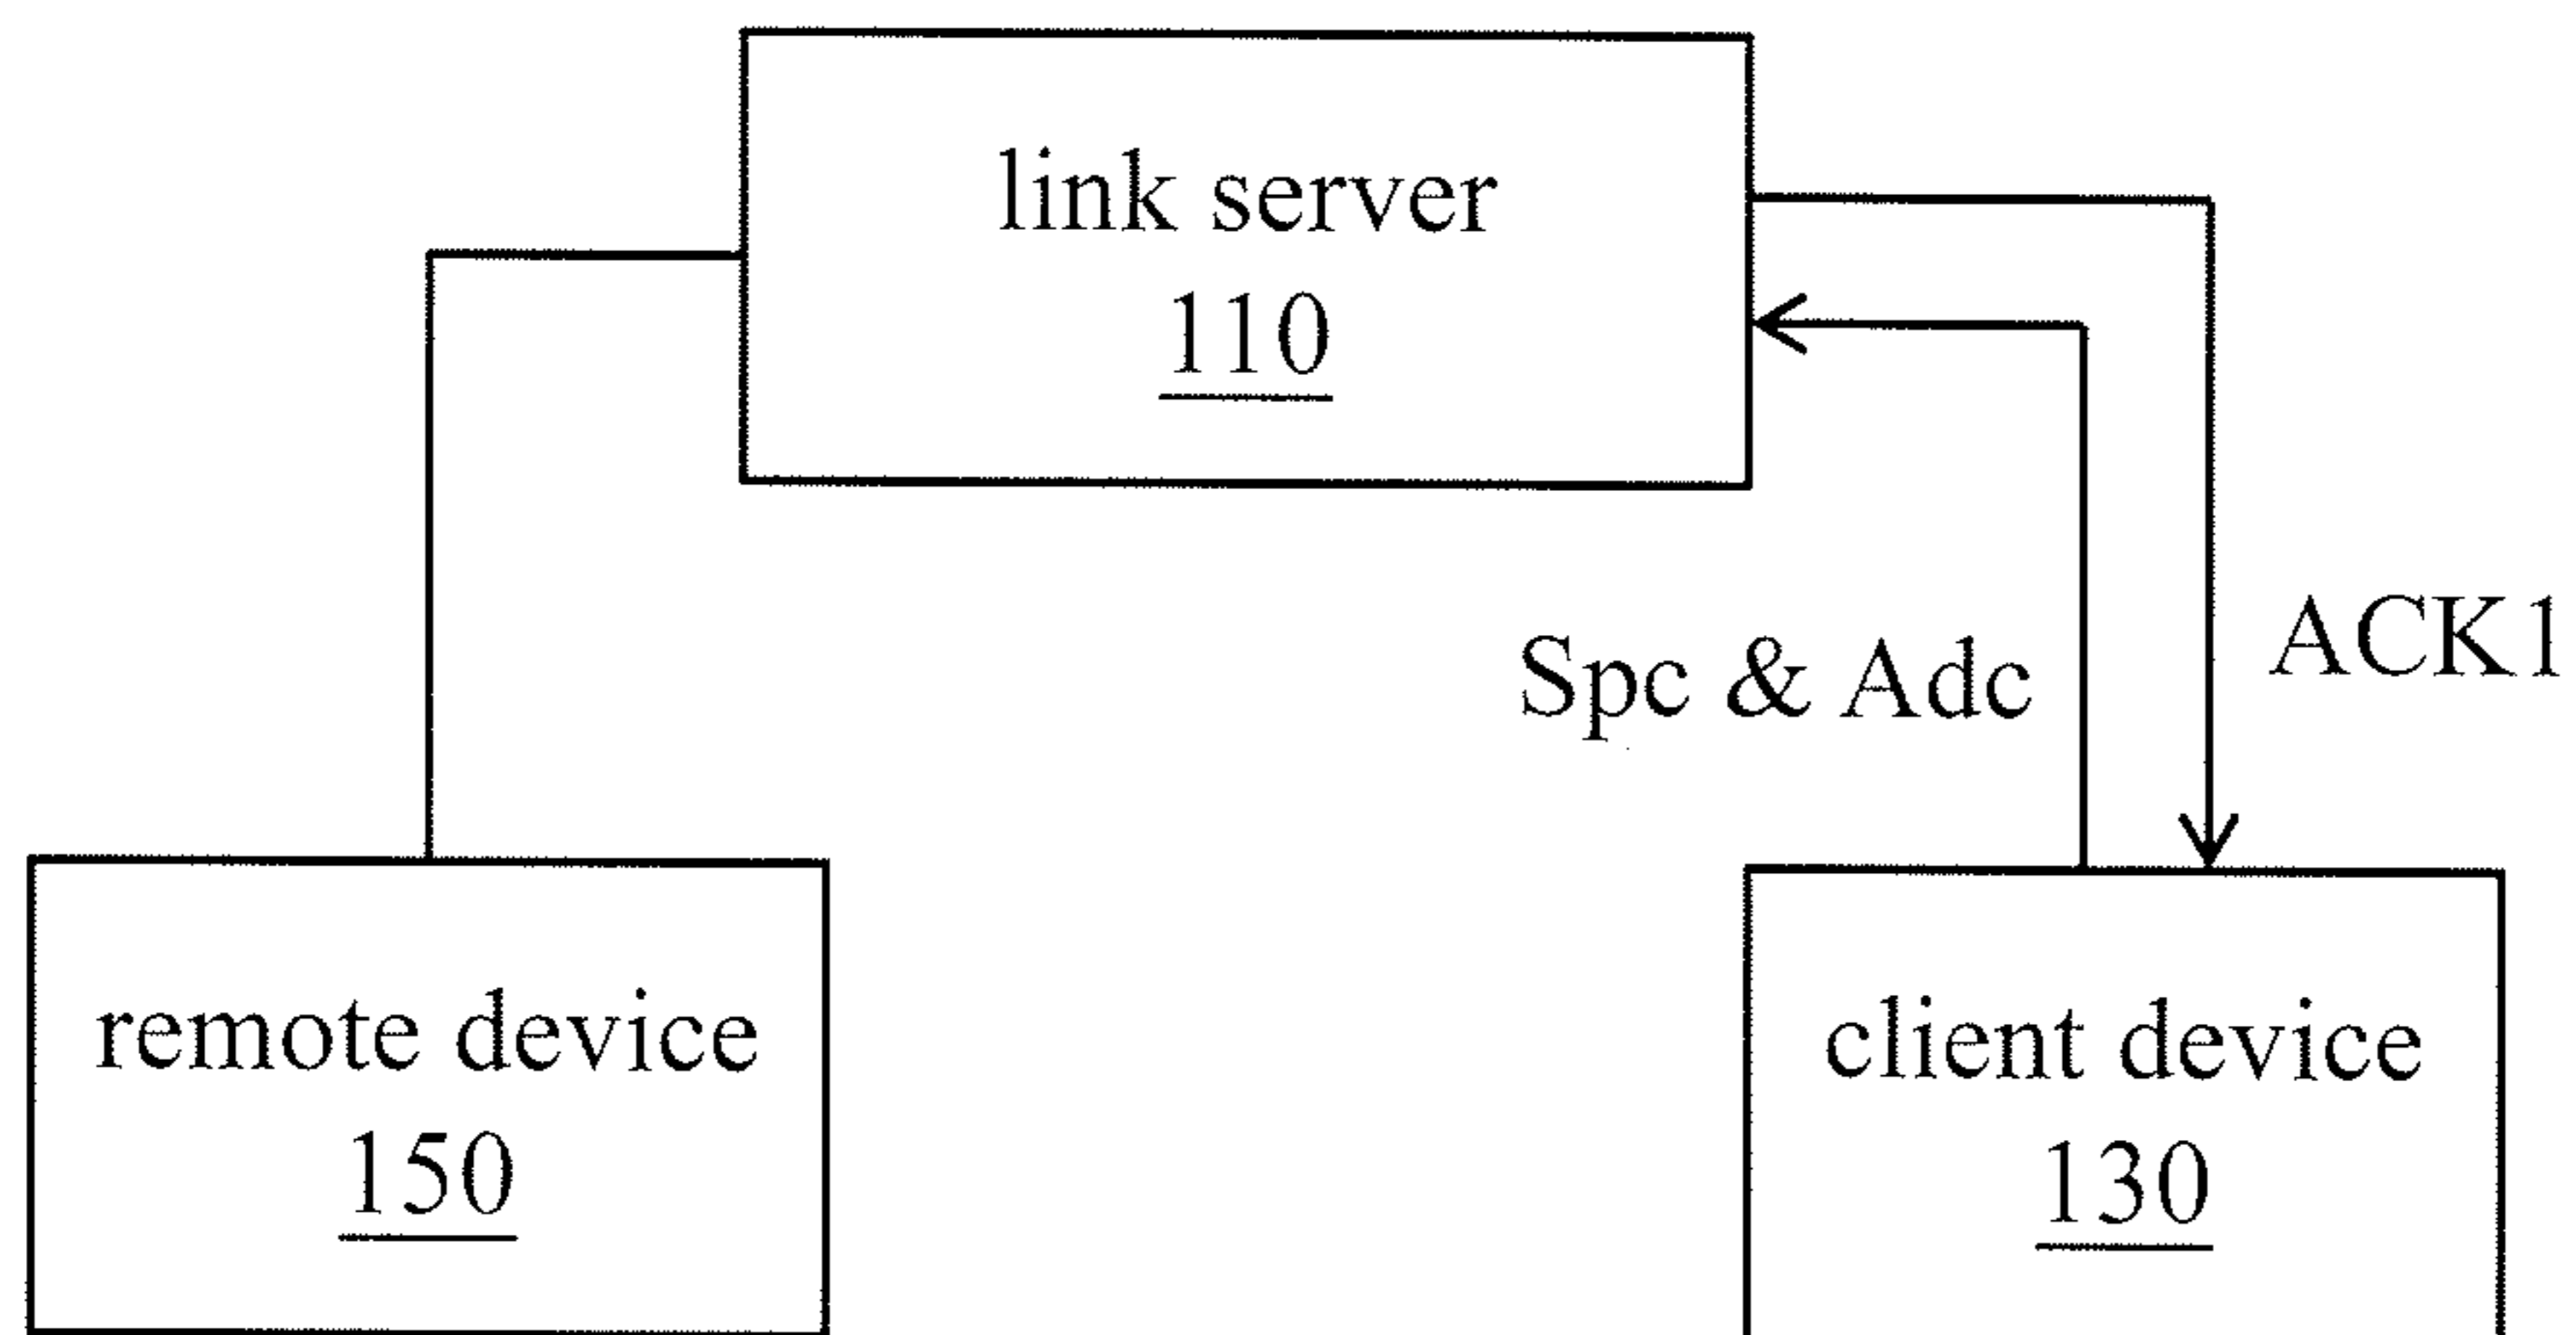 link server
110
ACK1
Spc & Adc
remote device
150
client device
130